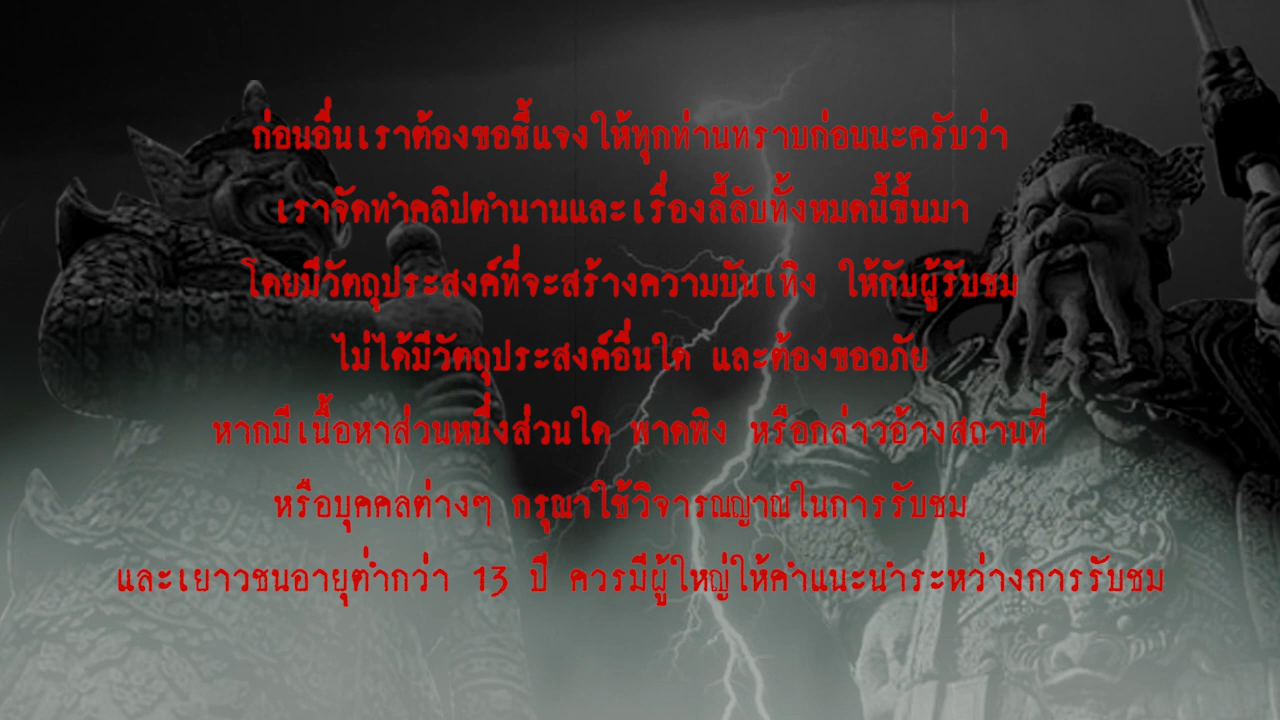 ก่อนอื่นเราต้องขอชี้แจงให้ทุกท่านทราบก่อนนะครับว่า
เราจัดทำคลิปตำนานและเรื่องลี้ลับทั้งหมดนี้ขึ้นมา
โดยมีวัตถุประสงค์ที่จะสร้างความบันเทิง ให้กับผู้รับชม
ไม่ได้มีวัตถุประสงค์อื่นใด และต้องขออภัย
หากมีเนื้อหาส่วนหนึ่งส่วนใด พาดพิง หรือกล่าวอ้างสถานที่
หรือบุคคลต่างๆ กรุณาใช้วิจารณญาณในการรับชม
และเยาวชนอายุต่ำกว่า 13 ปี ควรมีผู้ใหญ่ให้คำแนะนำระหว่างการรับชม